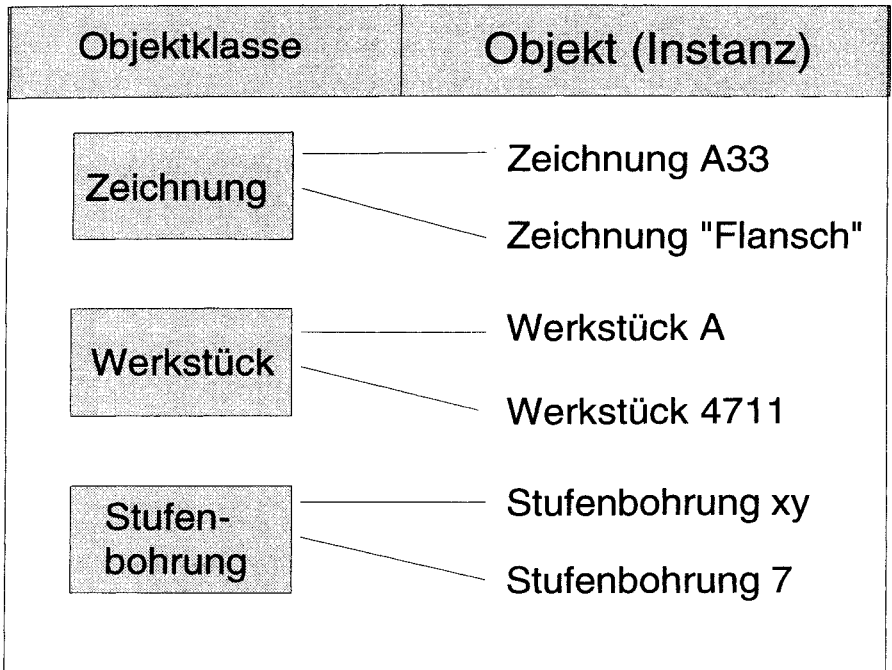 Objektklasse
Objekt (Instanz)
Zeichnung
Zeichnung A33
Zeichnung "Flansch"
Werkstück
Werkstück A
Werkstück 4711
Stufen-
bohrung
Stufenbohrung xy
Stufenbohrung 7